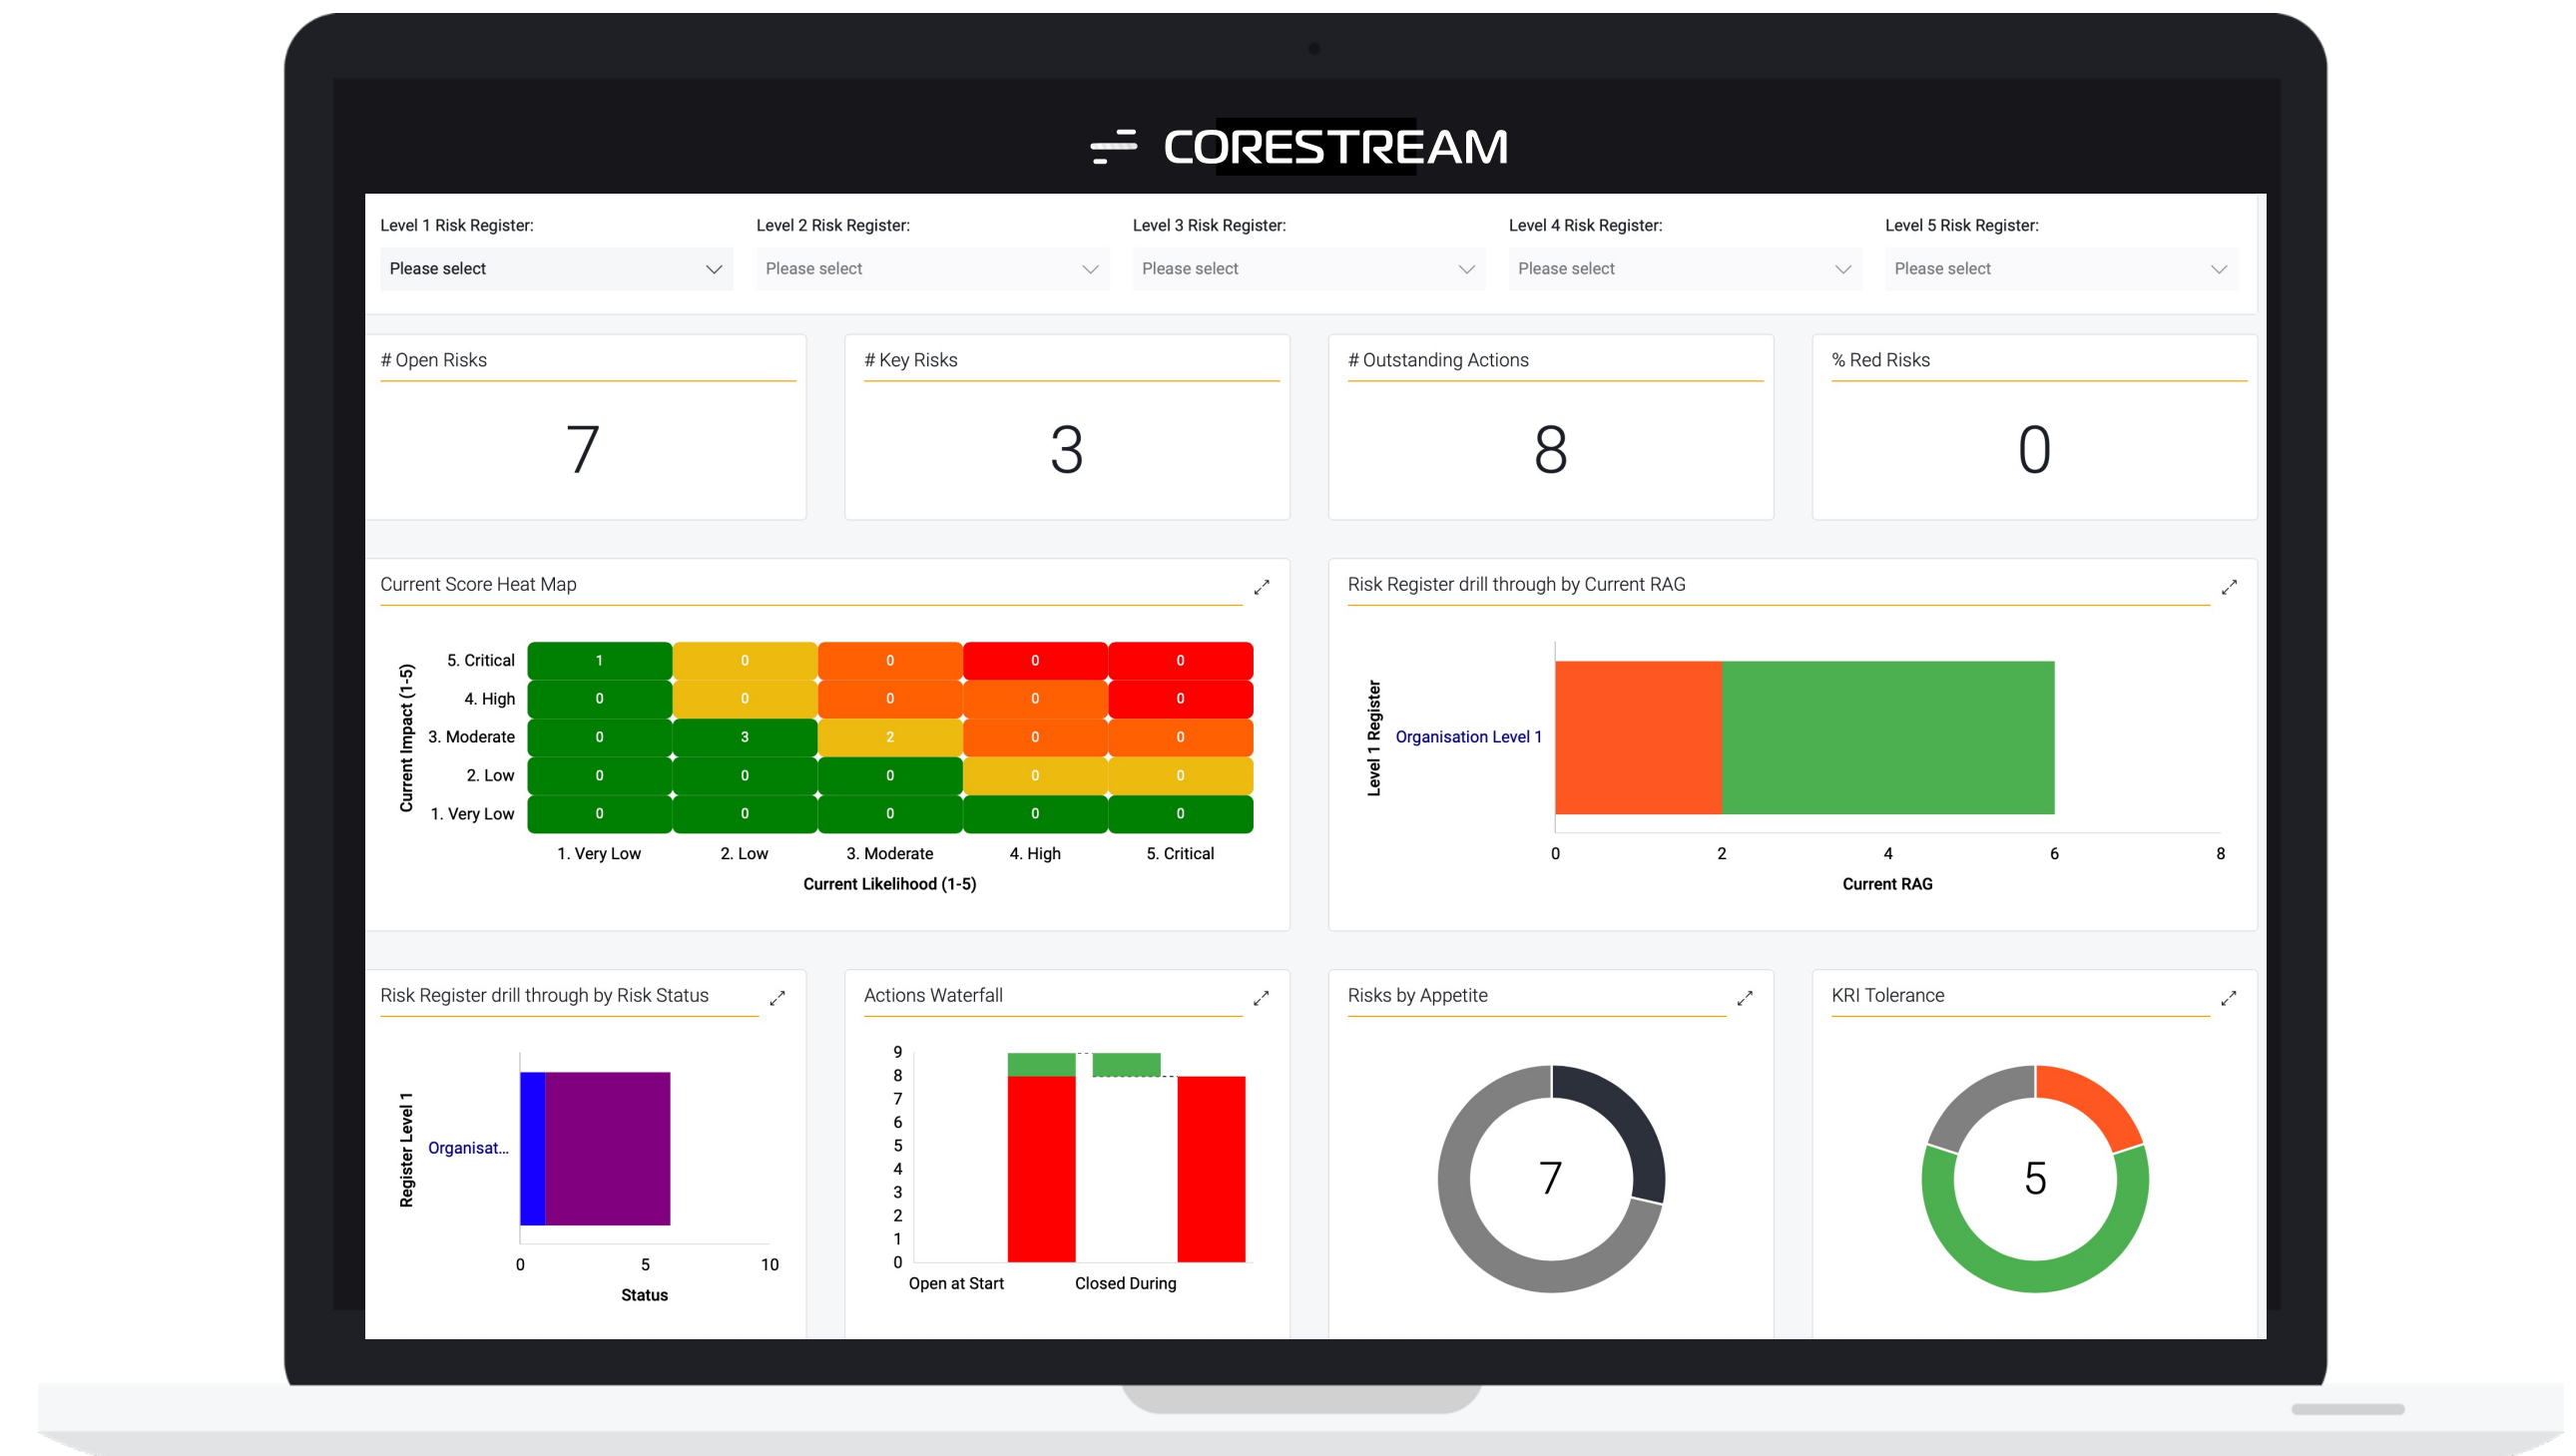 CORESTREAM
Level 1 Risk Register:
Level 2 Risk Register:
Level 3 Risk Register:
Level 4 Risk Register:
Level 5 Risk Register:
Please select
Please select
Please select
Please select
Please select
# Open Risks
7
# Key Risks
3
# Outstanding Actions
8
% Red Risks
0
Current Score Heat Map
Current Impact (1-5)
5. Critical 1 0 0 0 0
4. High 0 0 0 0 0
3. Moderate 0 3 2 0 0
2. Low 0 0 0 0 0
1. Very Low 0 0 0 0 0
1. Very Low 2. Low 3. Moderate 4. High 5. Critical
Current Likelihood (1-5)
Risk Register drill through by Current RAG
Level 1 Register
Organisation Level 1
0 2 4 6 8
Current RAG
Risk Register drill through by Risk Status
Register Level 1
Organisat...
0 5 10
Status
Actions Waterfall
9
8
7
6
5
4
3
2
1
0
Open at Start Closed During
Risks by Appetite
7
KRI Tolerance
5